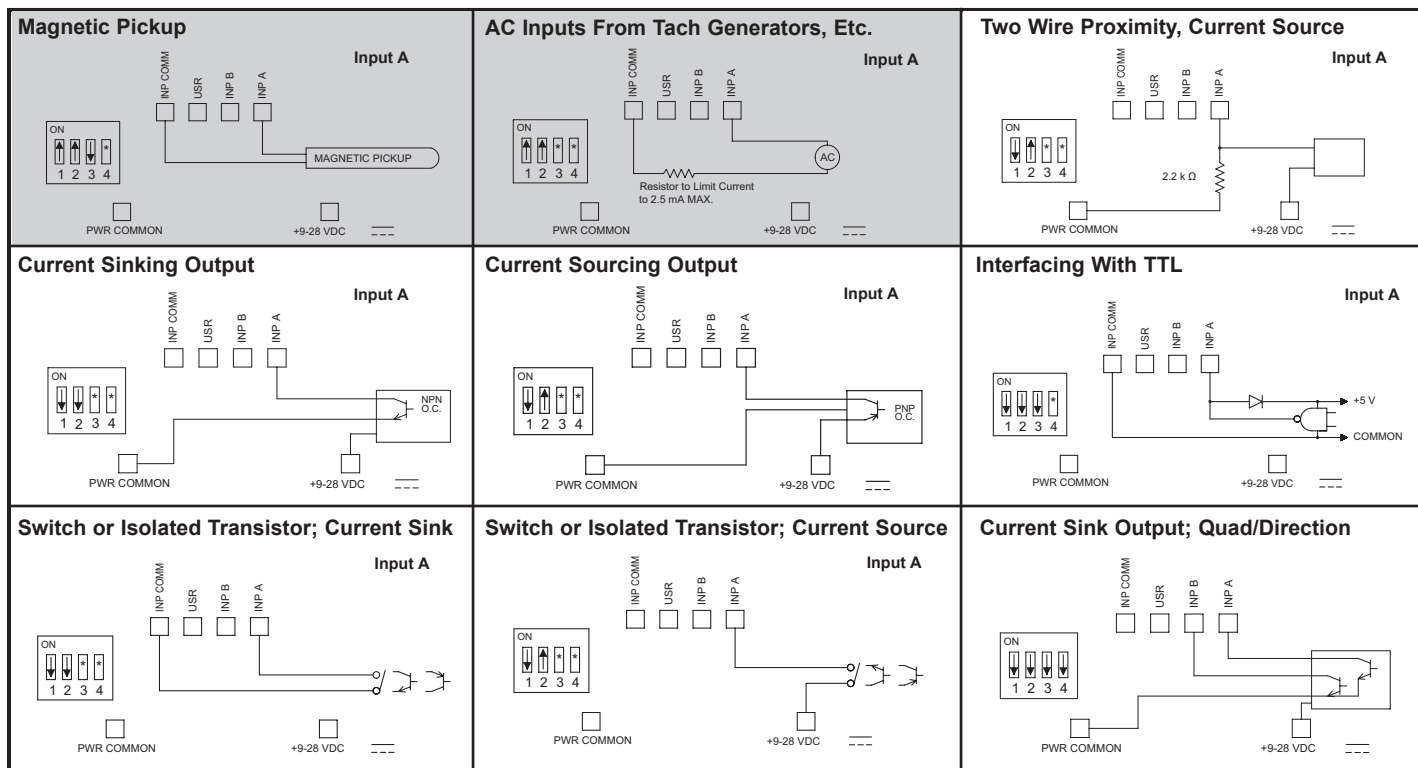 Magnetic Pickup
Input A
INP COMM
USR
INP B
INP A
ON
* 
1 2 3 4
MAGNETIC PICKUP
PWR COMMON
+9-28 VDC
AC Inputs From Tach Generators, Etc.
Input A
INP COMM
USR
INP B
INP A
ON
* *
1 2 3 4
AC
Resistor to Limit Current
to 2.5 mA MAX.
PWR COMMON
+9-28 VDC
Two Wire Proximity, Current Source
Input A
INP COMM
USR
INP B
INP A
ON
* *
1 2 3 4
2.2 k Ω
PWR COMMON
+9-28 VDC
Current Sinking Output
Input A
INP COMM
USR
INP B
INP A
ON
* *
1 2 3 4
NPN
O.C.
PWR COMMON
+9-28 VDC
Current Sourcing Output
Input A
INP COMM
USR
INP B
INP A
ON
* *
1 2 3 4
PNP
O.C.
PWR COMMON
+9-28 VDC
Interfacing With TTL
Input A
INP COMM
USR
INP B
INP A
ON
*
1 2 3 4
+5 V
COMMON
PWR COMMON
+9-28 VDC
Switch or Isolated Transistor; Current Sink
Input A
INP COMM
USR
INP B
INP A
ON
* *
1 2 3 4
PWR COMMON
+9-28 VDC
Switch or Isolated Transistor; Current Source
Input A
INP COMM
USR
INP B
INP A
ON
* *
1 2 3 4
PWR COMMON
+9-28 VDC
Current Sink Output; Quad/Direction
INP COMM
USR
INP B
INP A
ON
1 2 3 4
PWR COMMON
+9-28 VDC